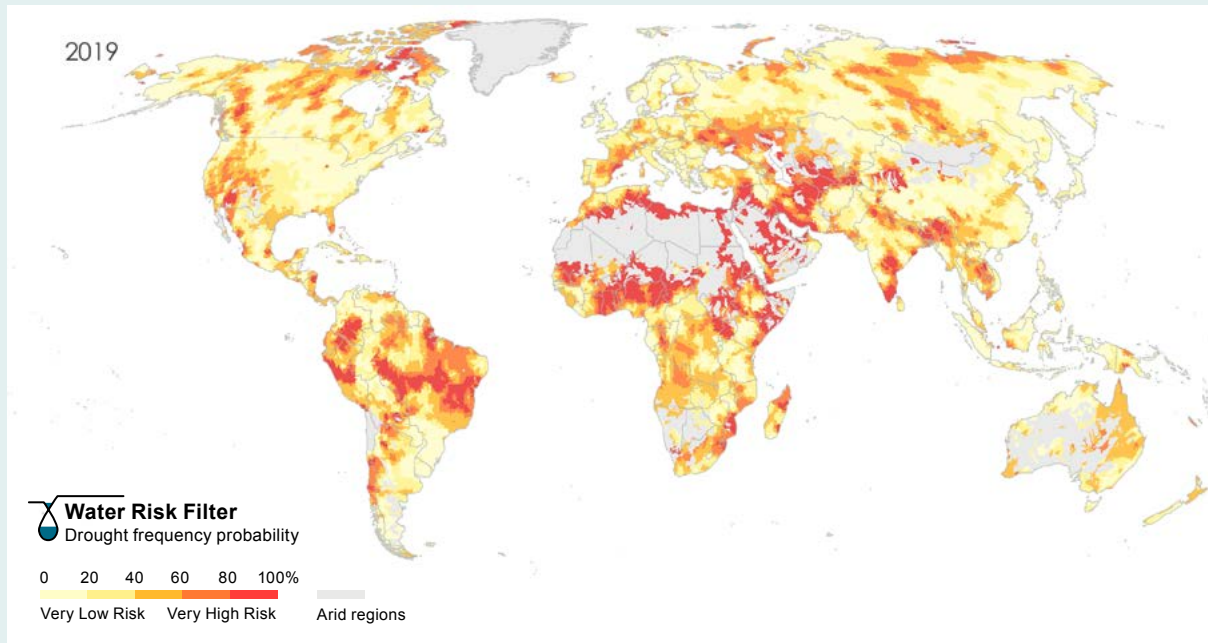 2019
Water Risk Filter
Drought frequency probability
0 20 40 60 80 100%
Very Low Risk Very High Risk Arid regions